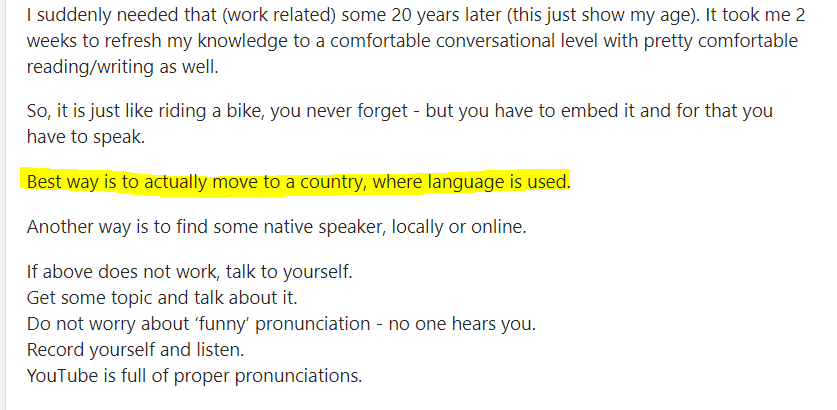 I suddenly needed that (work related) some 20 years later (this just show my age). It took me 2
weeks to refresh my knowledge to a comfortable conversational level with pretty comfortable
reading/writing as well.
So, it is just like riding a bike, you never forget - but you have to embed it and for that you
have to speak.
Best way is to actually move to a country, where language is used.
Another way is to find some native speaker, locally or online.
If above does not work, talk to yourself.
Get some topic and talk about it.
Do not worry about ‘funny’ pronunciation - no one hears you.
Record yourself and listen.
YouTube is full of proper pronunciations.